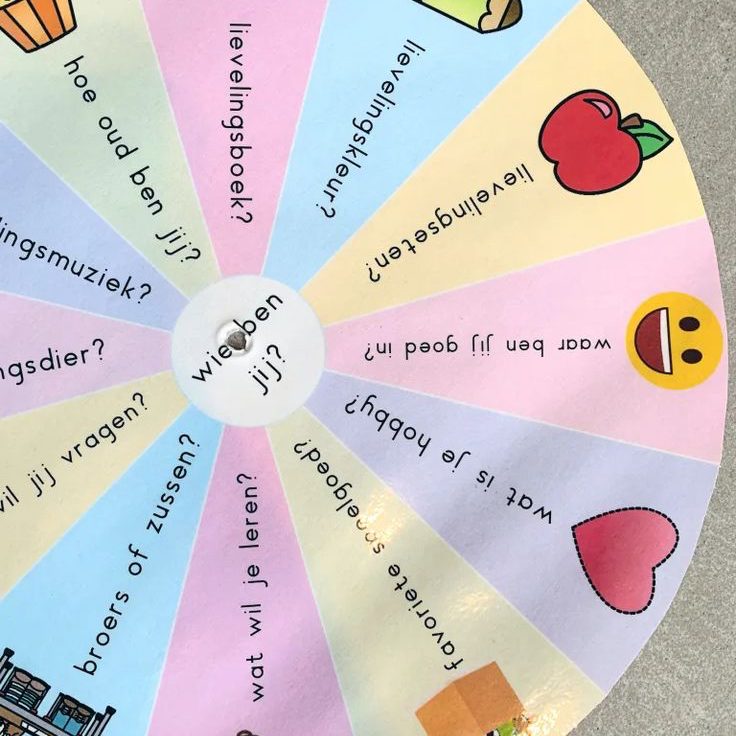 wie ben
jij?
lievelingsboek?
lievelingskleur?
lievelingseten?
waar ben jij goed in?
wat is je hobby?
favoriete speelgoed?
wat wil je leren?
broers of zussen?
wil jij vragen?
ngsdier?
lingsmuziek?
hoe oud ben jij?